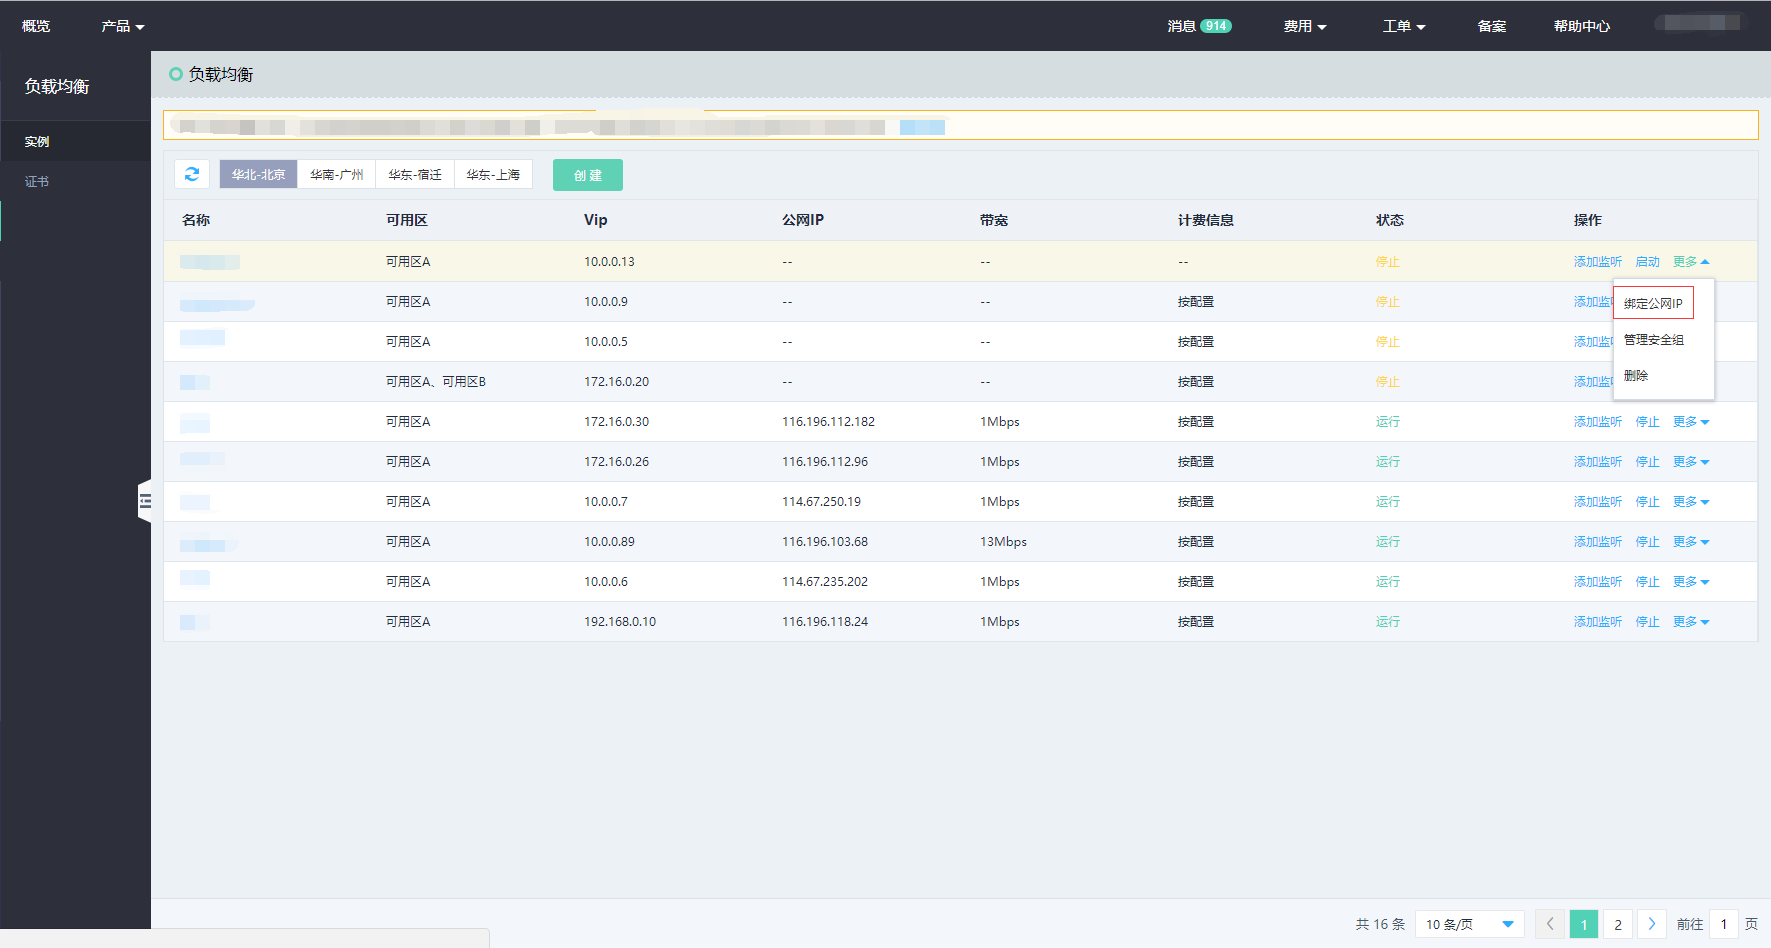 概览 产品 消息 914 费用 工单 备案 帮助中心
负载均衡
实例
证书
负载均衡
华北-北京 华南-广州 华东-宿迁 华东-上海 创 建
名称 可用区 Vip 公网IP 带宽 计费信息 状态 操作
可用区A 10.0.0.13 -- -- -- 停止 添加监听 启动 更多
可用区A 10.0.0.9 -- -- 按配置 停止 添加监
可用区A 10.0.0.5 -- -- 按配置 停止 添加监
可用区A、可用区B 172.16.0.20 -- -- 按配置 停止 添加监
绑定公网IP
管理安全组
删除
可用区A 172.16.0.30 116.196.112.182 1Mbps 按配置 运行 添加监听 停止 更多
可用区A 172.16.0.26 116.196.112.96 1Mbps 按配置 运行 添加监听 停止 更多
可用区A 10.0.0.7 114.67.250.19 1Mbps 按配置 运行 添加监听 停止 更多
可用区A 10.0.0.89 116.196.103.68 13Mbps 按配置 运行 添加监听 停止 更多
可用区A 10.0.0.6 114.67.235.202 1Mbps 按配置 运行 添加监听 停止 更多
可用区A 192.168.0.10 116.196.118.24 1Mbps 按配置 运行 添加监听 停止 更多
共 16 条 10 条/页 1 2 前往 1 页